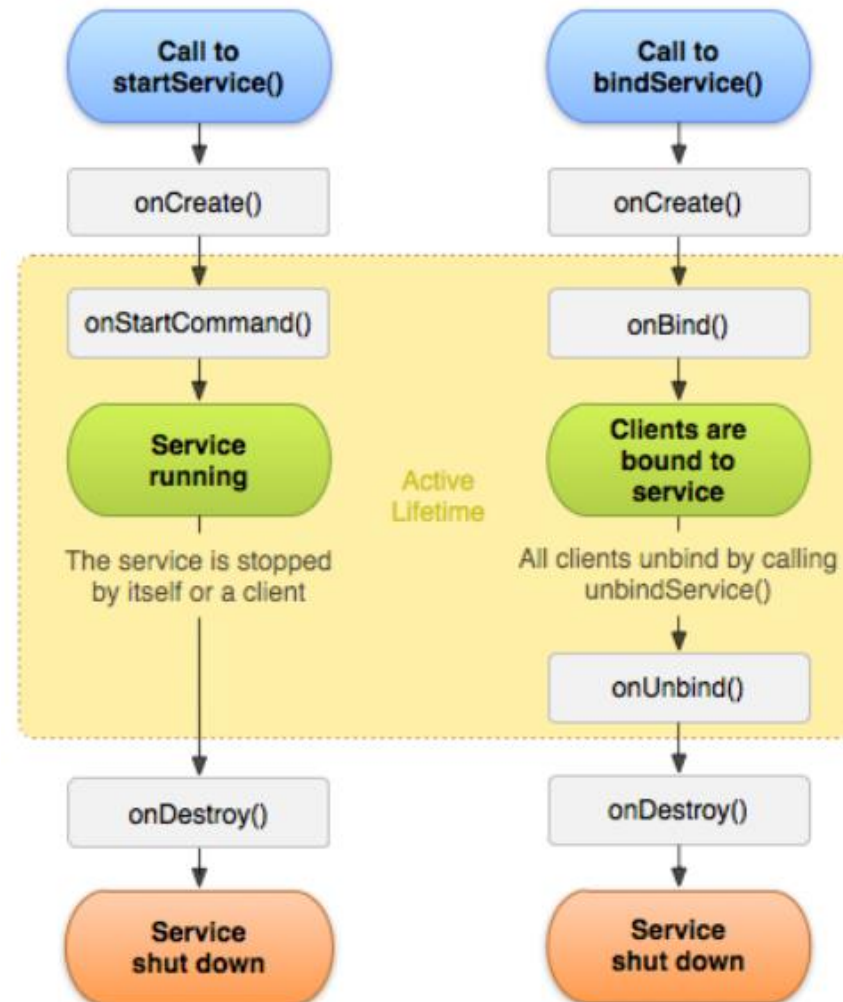 Call to
startService()
onCreate()
onStartCommand()
Service
running
The service is stopped
by itself or a client
onDestroy()
Service
shut down
Active
Lifetime
Call to
bindService()
onCreate()
onBind()
Clients are
bound to
service
All clients unbind by calling
unbindService()
onUnbind()
onDestroy()
Service
shut down